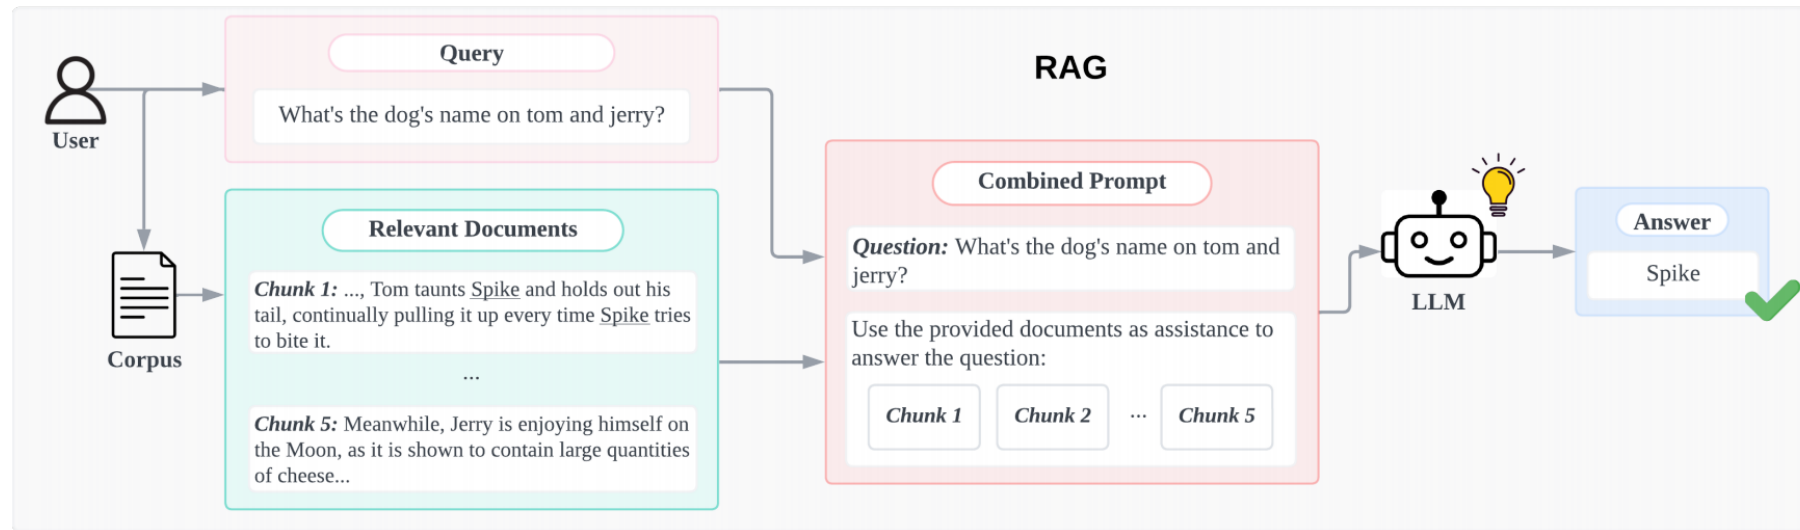 Query
What's the dog's name on tom and jerry?
RAG
User
Relevant Documents
Chunk 1: ..., Tom taunts Spike and holds out his
tail, continually pulling it up every time Spike tries
to bite it.
...
Chunk 5: Meanwhile, Jerry is enjoying himself on
the Moon, as it is shown to contain large quantities
of cheese...
Corpus
Combined Prompt
Question: What's the dog's name on tom and
jerry?
Use the provided documents as assistance to
answer the question:
Chunk 1 Chunk 2 ... Chunk 5
LLM
Answer
Spike